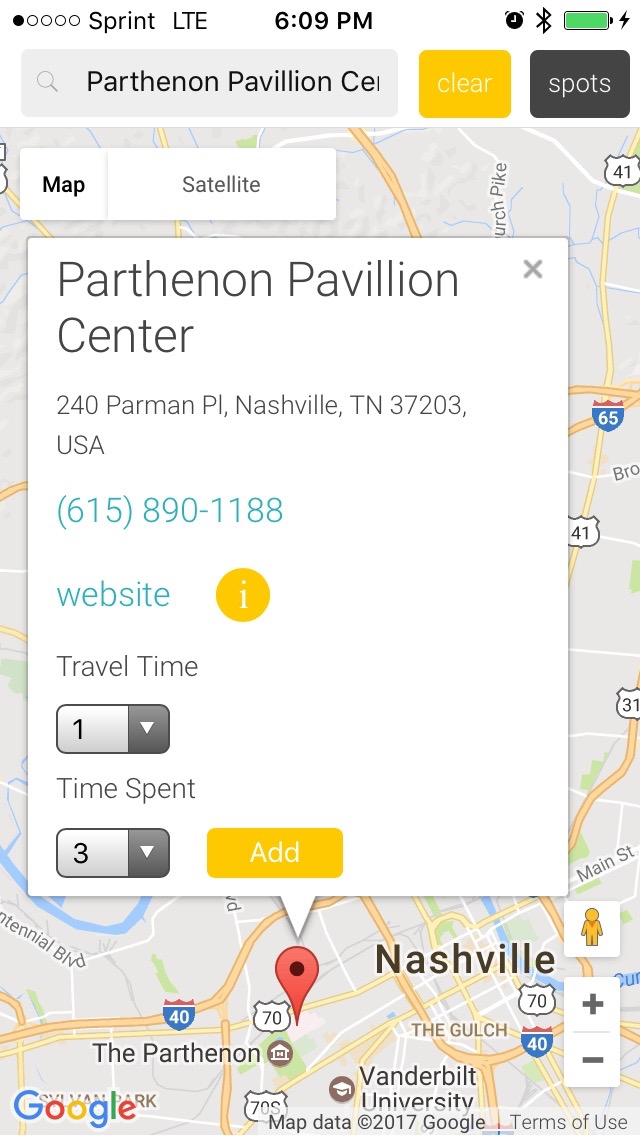 Sprint LTE 6:09 PM
Parthenon Pavillion Cer
clear
spots
Map
Satellite
41
urch Pike
Parthenon Pavillion
Center
×
240 Parman Pl, Nashville, TN 37203,
USA
(615) 890-1188
website
i
65
Bro
41
Travel Time
1
31
Time Spent
3
Add
Main St
vd
ntennial Blvd
Nashville
Cur
70
+
40
70
THE GULCH
40
−
The Parthenon
Vanderbilt
University
SYLVAN PARK
Google
70S
Map data ©2017 Google
Terms of Use